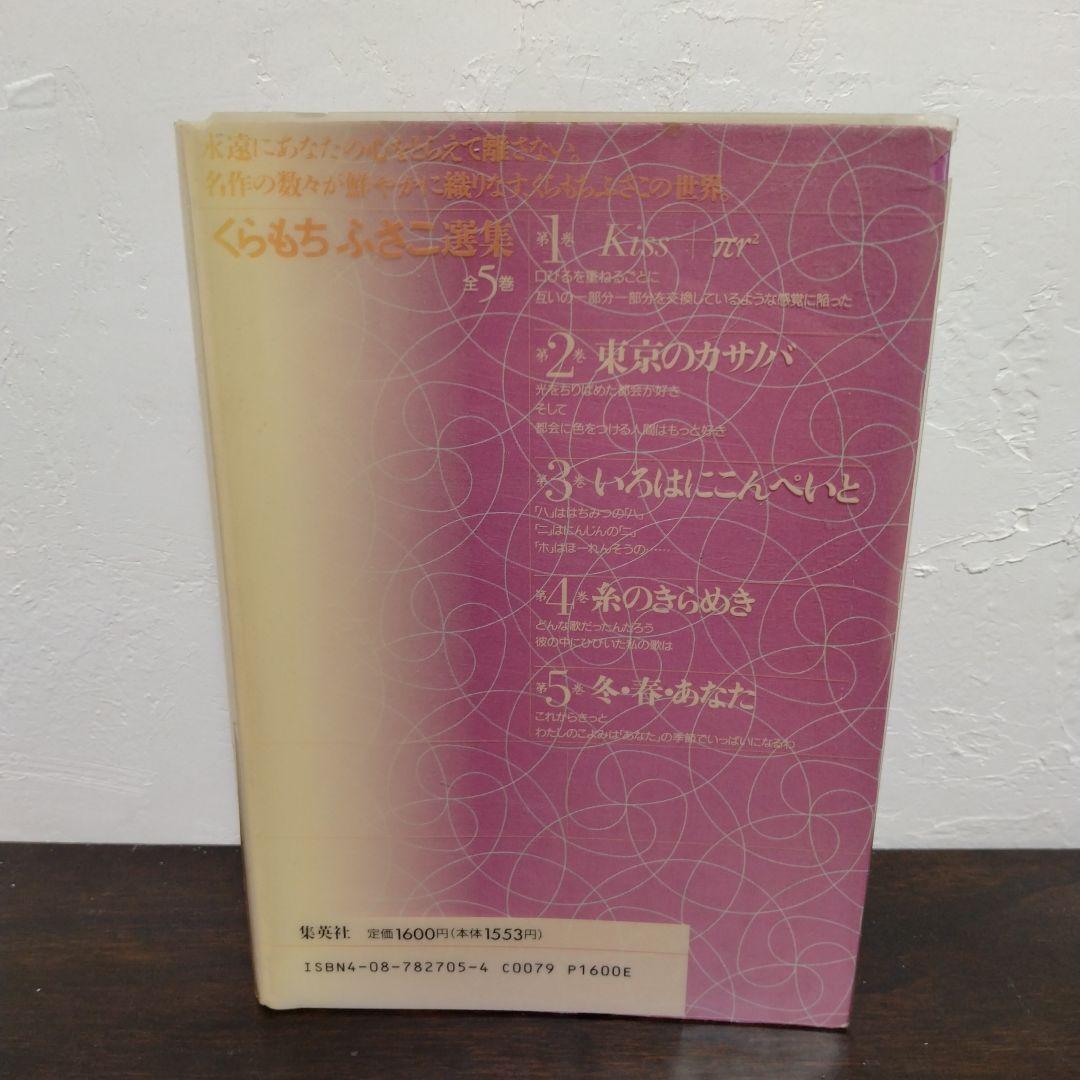 永遠にあなたの心をとらえて離さない。
名作の数々が鮮やかに織りなすくらもちふさこの世界。
くらもちふさこ選集
全5巻
第1巻 Kiss+πr²
口びるを重ねるごとに
互いの一部分一部分を交換しているような感覚に陥った
第2巻 東京のカサノバ
光をちりばめた都会が好き
そして
都会に色をつける人間はもっと好き
第3巻 いろはにこんぺいと
「ハ」ははちみつの「ハ」
「ニ」はにんじんの「ニ」
「ホ」はほーれんそうの……
第4巻 糸のきらめき
どんな歌だったんだろう
彼の中にひびいた私の歌は
第5巻 冬・春・あなた
これからきっと
わたしのこよみは「あなた」の季節でいっぱいになるわ
集英社 定価1600円(本体1553円)
ISBN4-08-782705-4 C0079 P1600E